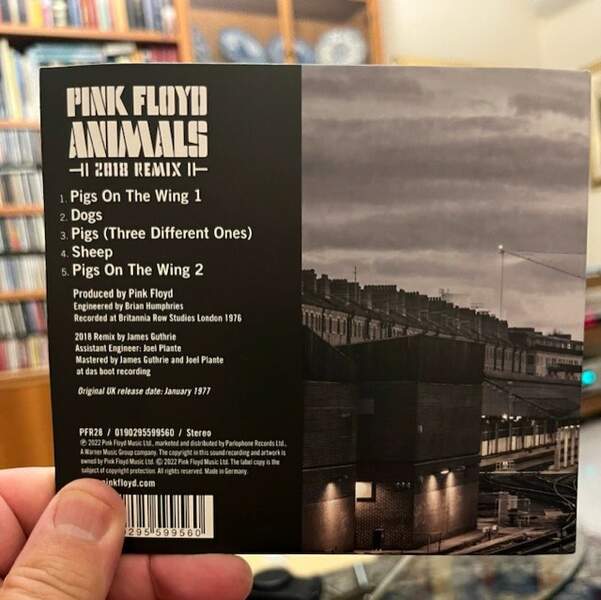 PINK FLOYD
ANIMALS
2018 REMIX
1. Pigs On The Wing 1
2. Dogs
3. Pigs (Three Different Ones)
4. Sheep
5. Pigs On The Wing 2
Produced by Pink Floyd
Engineered by Brian Humphries
Recorded at Britannia Row Studios London 1976
2018 Remix by James Guthrie
Assistant Engineer: Joel Plante
Mastered by James Guthrie and Joel Plante
at das boot recording
Original UK release date: January 1977
PFR28 / 0190295599560 / Stereo
℗ 2022 Pink Floyd Music Ltd., marketed and distributed by Parlophone Records Ltd.,
A Warner Music Group company. The copyright in this sound recording and artwork is
owned by Pink Floyd Music Ltd. © 2022 Pink Floyd Music Ltd. The label copy is the
subject of copyright protection. All rights reserved. Made in Germany.
pinkfloyd.com
295 599560